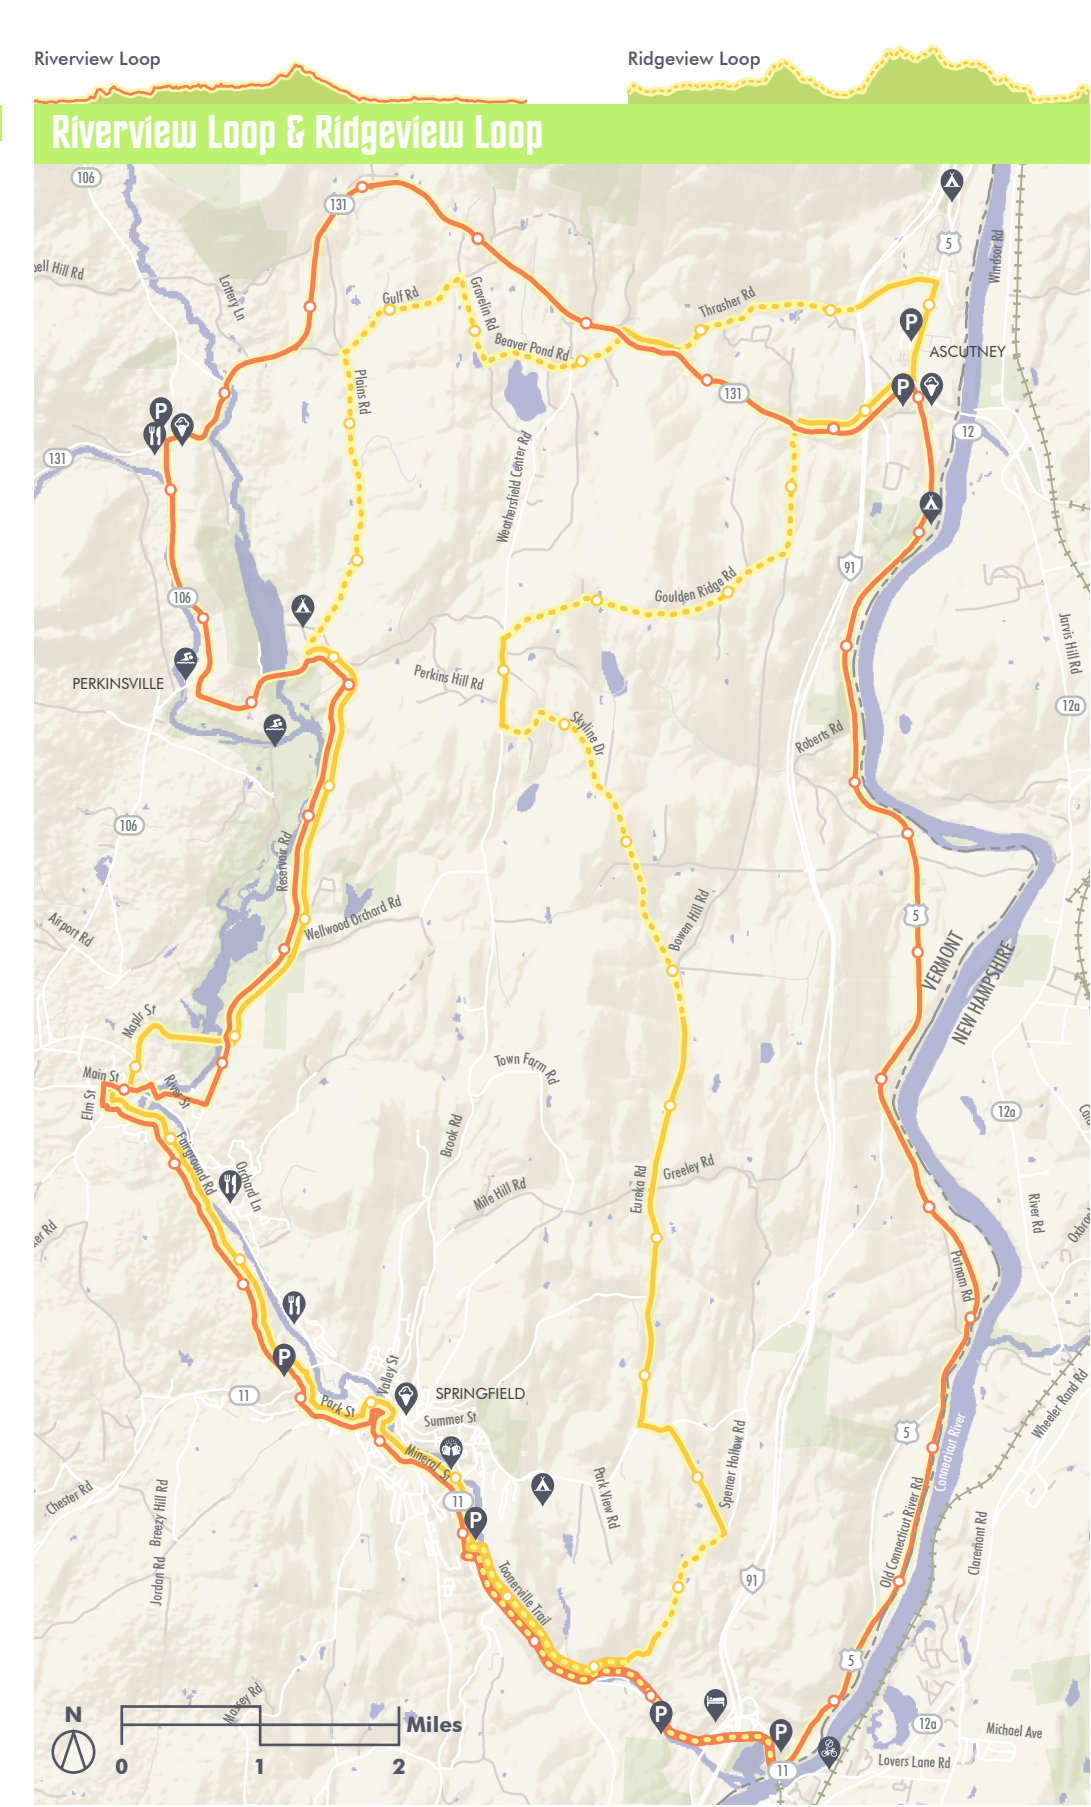 Riverview Loop
Ridgeview Loop
Riverview Loop & Ridgeview Loop
106
131
5
Windsor Rd
Lottery Ln
Gulf Rd
Gravelin Rd
Thrasher Rd
Beaver Pond Rd
P
ASCUTNEY
Plains Rd
131
P
P
12
131
Weathersfield Center Rd
91
106
Goulden Ridge Rd
Jarvis Hill Rd
PERKINSVILLE
Perkins Hill Rd
Skyline Dr
12a
Roberts Rd
106
Reservoir Rd
Wellwood Orchard Rd
Bowen Hill Rd
5
Airport Rd
VERMONT
NEW HAMPSHIRE
Maplr St
Town Farm Rd
Main St
River St
Elm St
12a
Brook Rd
Fairground Rd
Orchard Ln
Greeley Rd
Mile Hill Rd
Eureka Rd
River Rd
Putnam Rd
P
Valley St
11
Park St
SPRINGFIELD
Summer St
Wheeler Rand Rd
5
Connecticut River
Mineral St
Spencer Hollow Rd
Chester Rd
Breezy Hill Rd
Park View Rd
11
P
Old Connecticut River Rd
Claremont Rd
Jordan Rd
Toonerville Trail
91
5
Massey Rd
P
P
12a
Michael Ave
N
Miles
Lovers Lane Rd
11
0
1
2